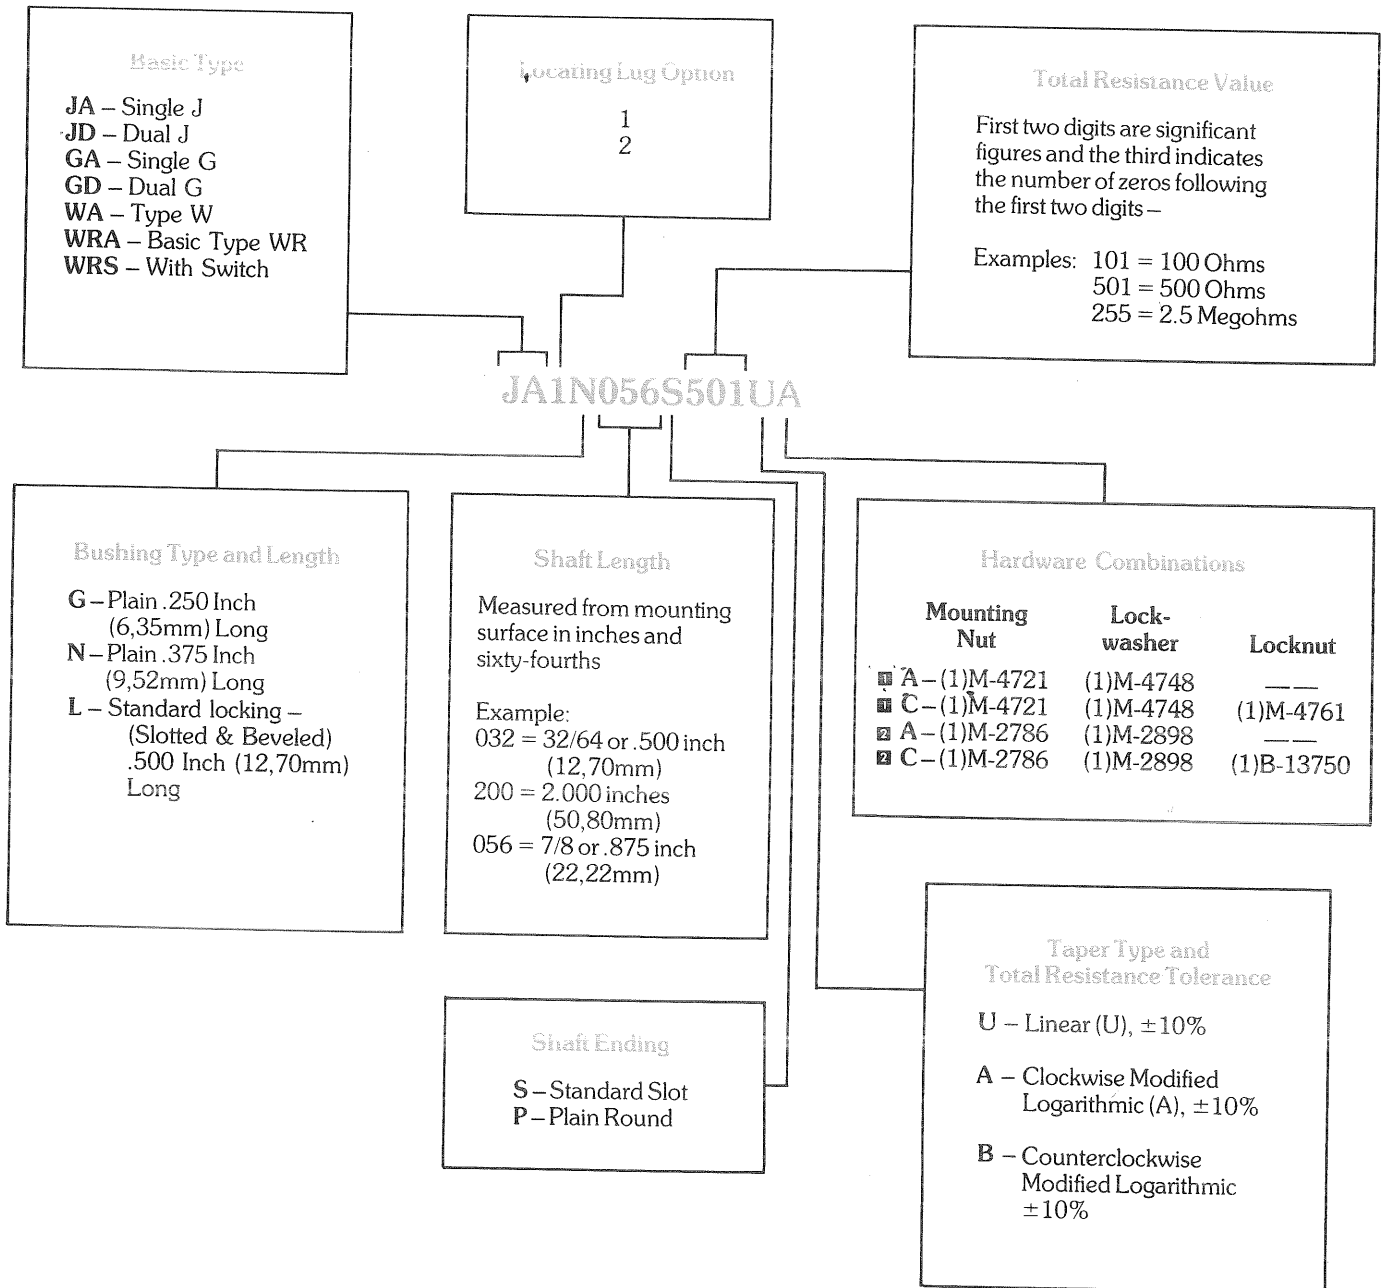 Basic Type
JA – Single J
JD – Dual J
GA – Single G
GD – Dual G
WA – Type W
WRA – Basic Type WR
WRS – With Switch
Locating Lug Option
1
2
Total Resistance Value
First two digits are significant
figures and the third indicates
the number of zeros following
the first two digits –
Examples: 101 = 100 Ohms
501 = 500 Ohms
255 = 2.5 Megohms
JA1N056S501UA
Bushing Type and Length
G – Plain .250 Inch
(6,35mm) Long
N – Plain .375 Inch
(9,52mm) Long
L – Standard locking –
(Slotted & Beveled)
.500 Inch (12,70mm)
Long
Shaft Length
Measured from mounting
surface in inches and
sixty-fourths
Example:
032 = 32/64 or .500 inch
(12,70mm)
200 = 2.000 inches
(50,80mm)
056 = 7/8 or .875 inch
(22,22mm)
Hardware Combinations
Mounting Lock-
Nut washer Locknut
1 A – (1)M-4721 (1)M-4748 — —
1 C – (1)M-4721 (1)M-4748 (1)M-4761
2 A – (1)M-2786 (1)M-2898 — —
2 C – (1)M-2786 (1)M-2898 (1)B-13750
Shaft Ending
S – Standard Slot
P – Plain Round
Taper Type and
Total Resistance Tolerance
U – Linear (U), ±10%
A – Clockwise Modified
Logarithmic (A), ±10%
B – Counterclockwise
Modified Logarithmic
±10%